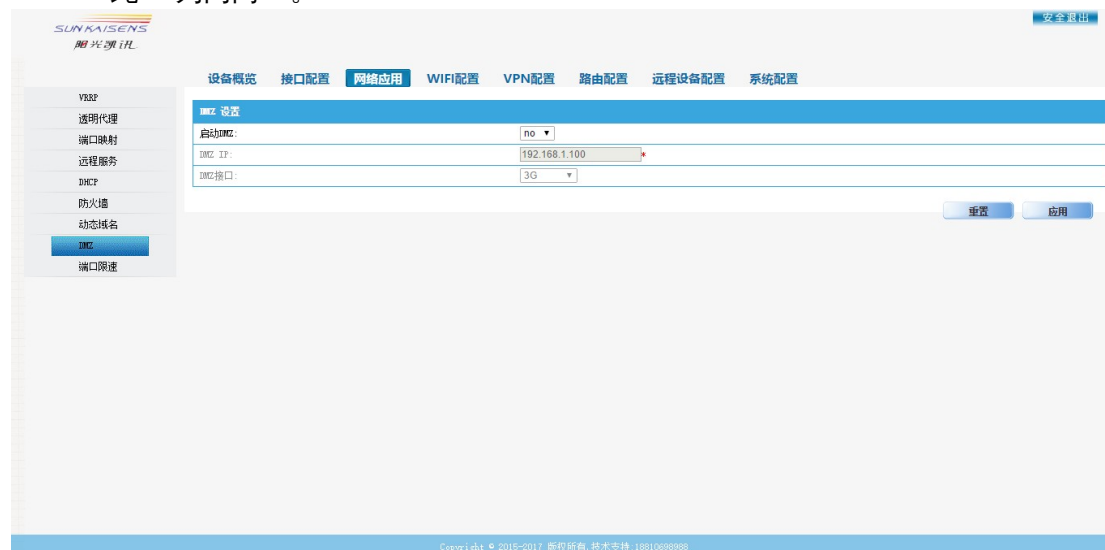 安全退出
SUNKAISENS
阳光凯讯
设备概览 接口配置 网络应用 WIFI配置 VPN配置 路由配置 远程设备配置 系统配置
VRRP
透明代理
端口映射
远程服务
DHCP
防火墙
动态域名
DMZ
端口限速
DMZ 设置
启动DMZ: no
DMZ IP: 192.168.1.100 *
DMZ接口: 3G
重置 应用
Copyright © 2015-2017 版权所有.技术支持:18810698988